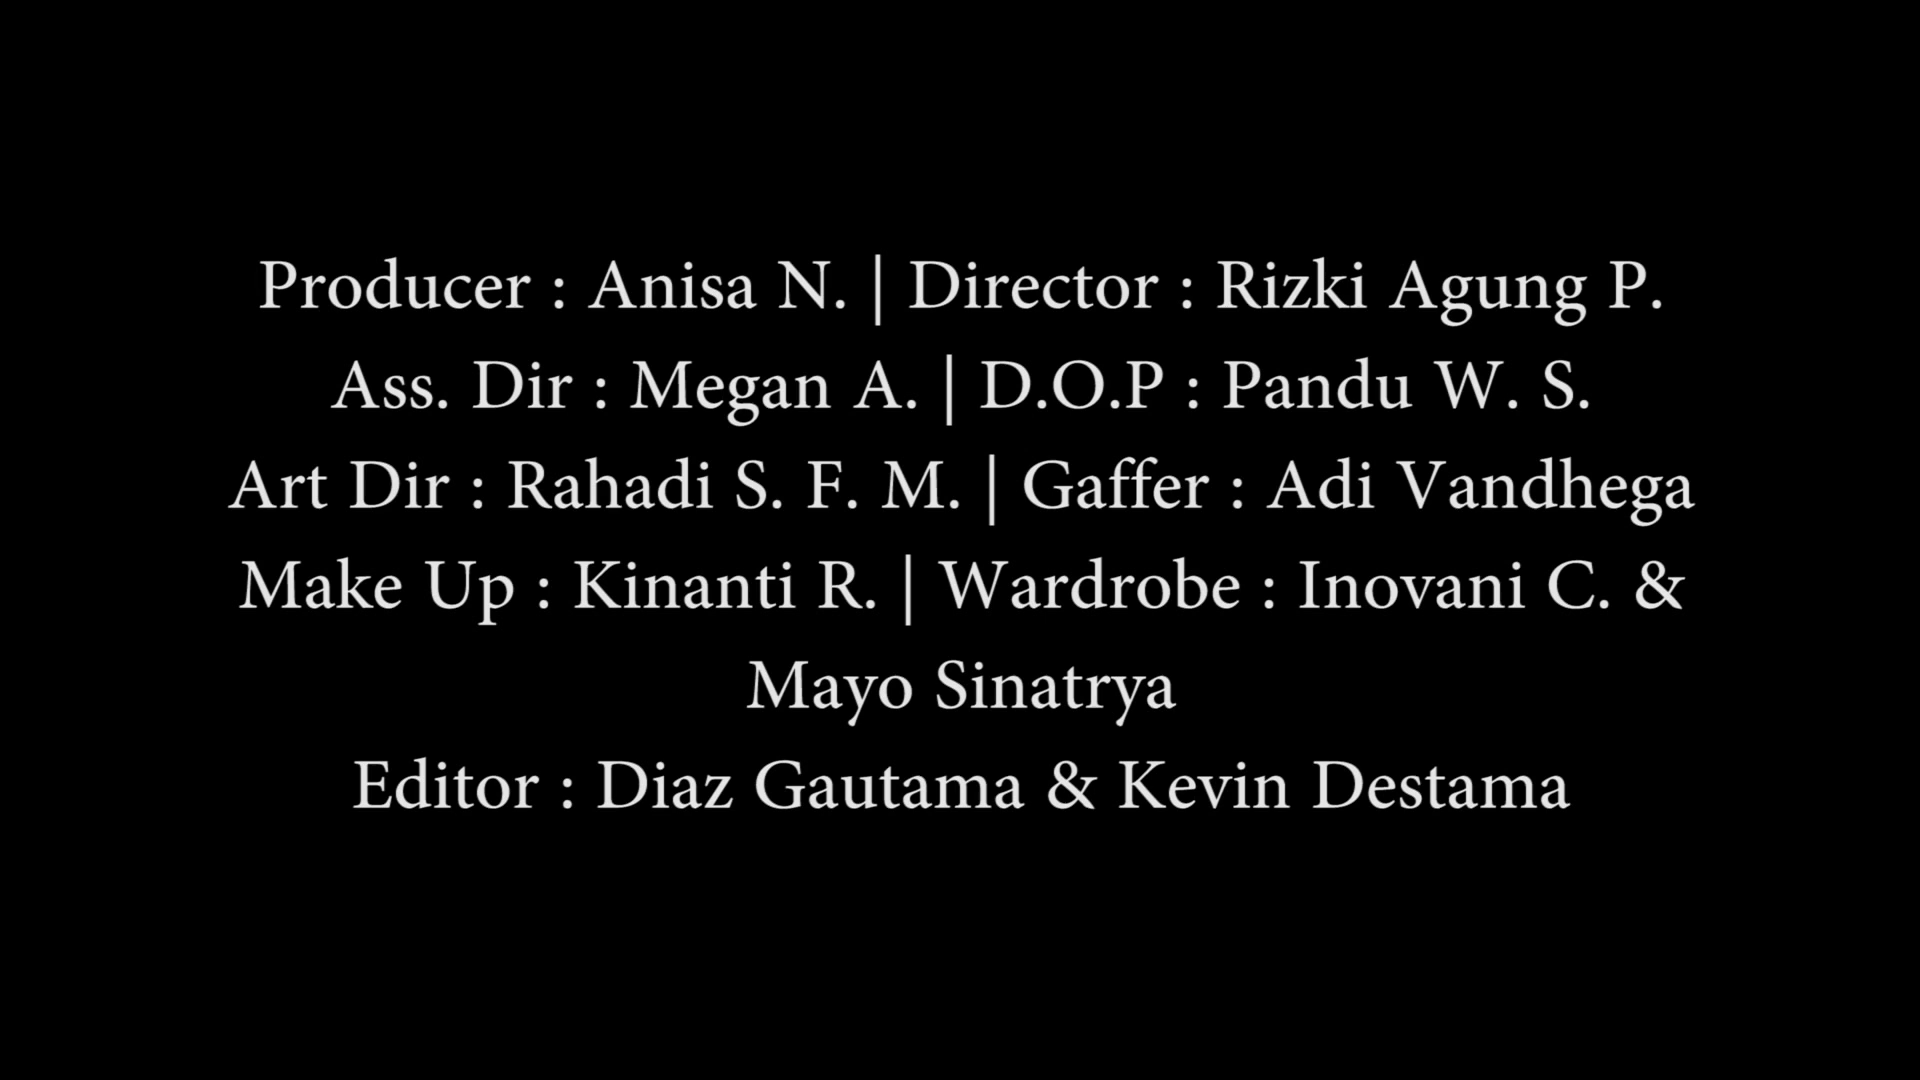 Producer : Anisa N. | Director : Rizki Agung P.
Ass. Dir : Megan A. | D.O.P : Pandu W. S.
Art Dir : Rahadi S. F. M. | Gaffer : Adi Vandhega
Make Up : Kinanti R. | Wardrobe : Inovani C. &
Mayo Sinatrya
Editor : Diaz Gautama & Kevin Destama